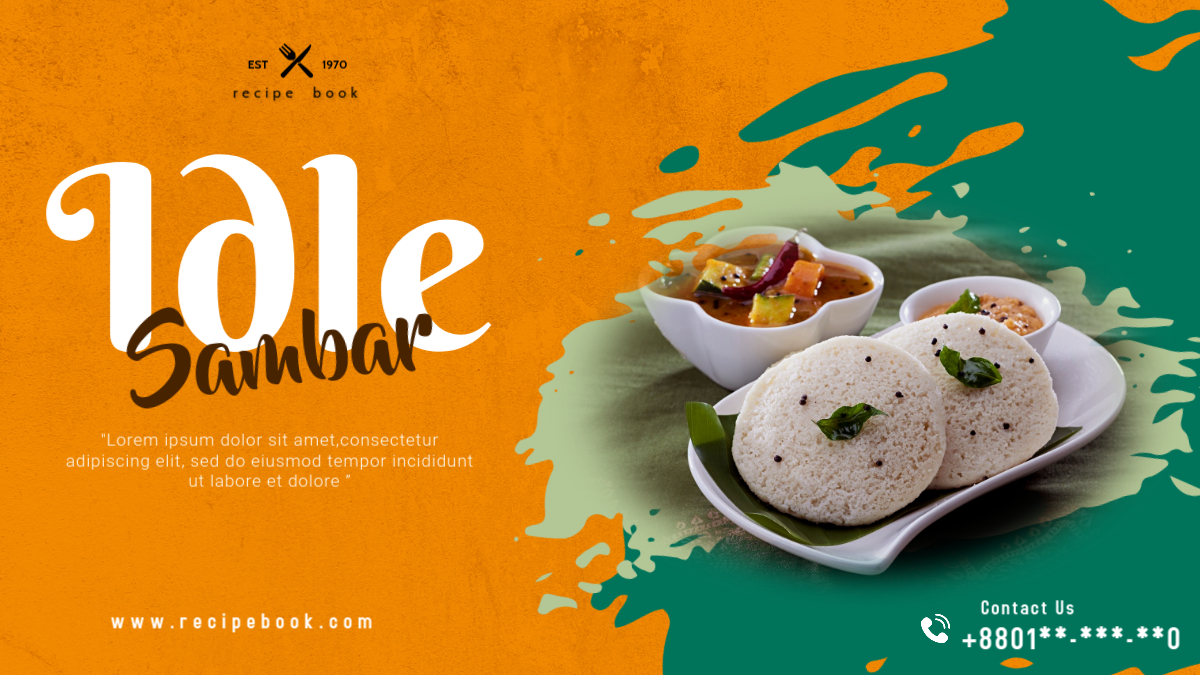 EST 1970
recipe book
Idle
Sambar
"Lorem ipsum dolor sit amet,consectetur
adipiscing elit, sed do eiusmod tempor incididunt
ut labore et dolore "
www.recipebook.com
Contact Us
+8801**-***-**0